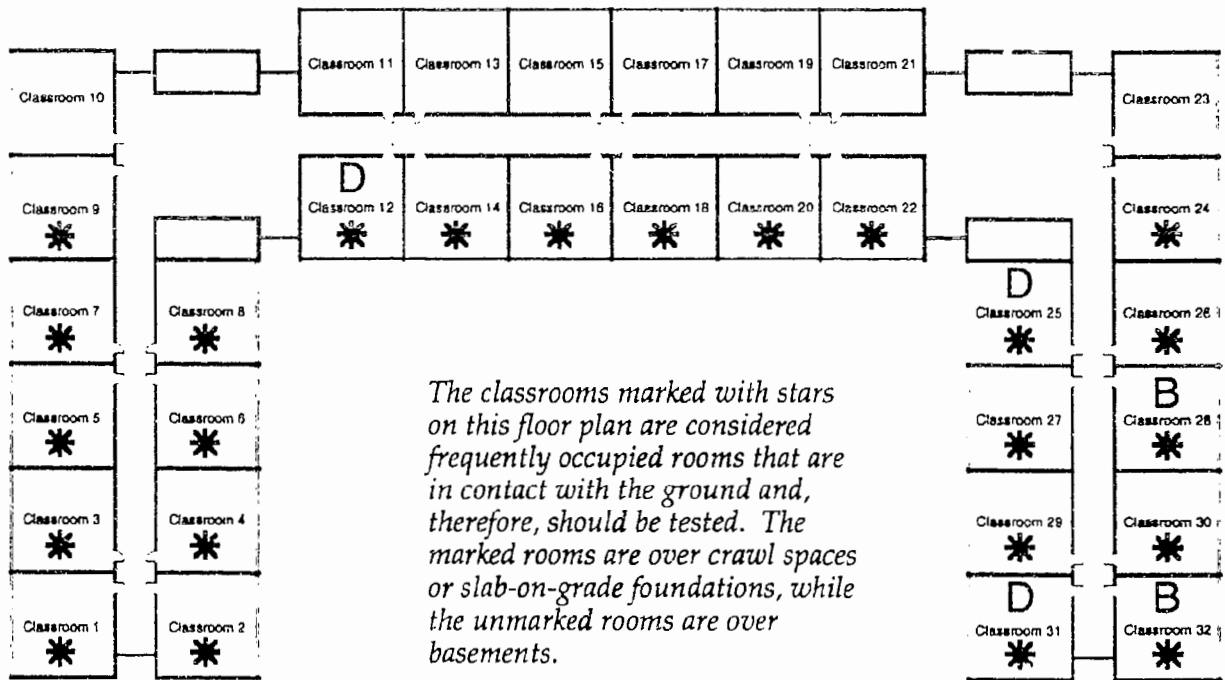 Classroom 11 Classroom 13 Classroom 15 Classroom 17 Classroom 19 Classroom 21
Classroom 10
Classroom 23
D
Classroom 9
Classroom 12 Classroom 14 Classroom 16 Classroom 18 Classroom 20 Classroom 22
Classroom 24
D
Classroom 7
Classroom 8
Classroom 25
Classroom 26
B
Classroom 5
Classroom 6
Classroom 27
Classroom 28
Classroom 3
Classroom 4
Classroom 29
Classroom 30
D
B
Classroom 1
Classroom 2
Classroom 31
Classroom 32
The classrooms marked with stars
on this floor plan are considered
frequently occupied rooms that are
in contact with the ground and,
therefore, should be tested. The
marked rooms are over crawl spaces
or slab-on-grade foundations, while
the unmarked rooms are over
basements.